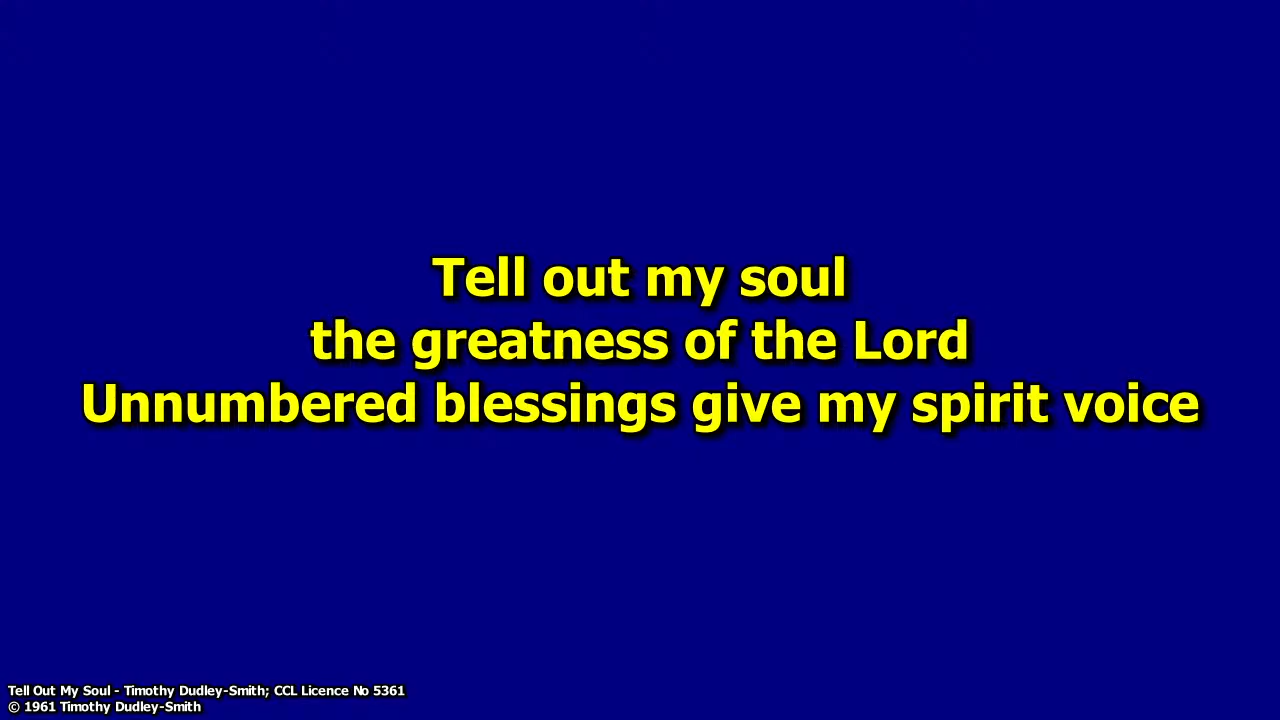 Tell out my soul
the greatness of the Lord
Unnumbered blessings give my spirit voice
Tell Out My Soul - Timothy Dudley-Smith; CCL Licence No 5361
© 1961 Timothy Dudley-Smith